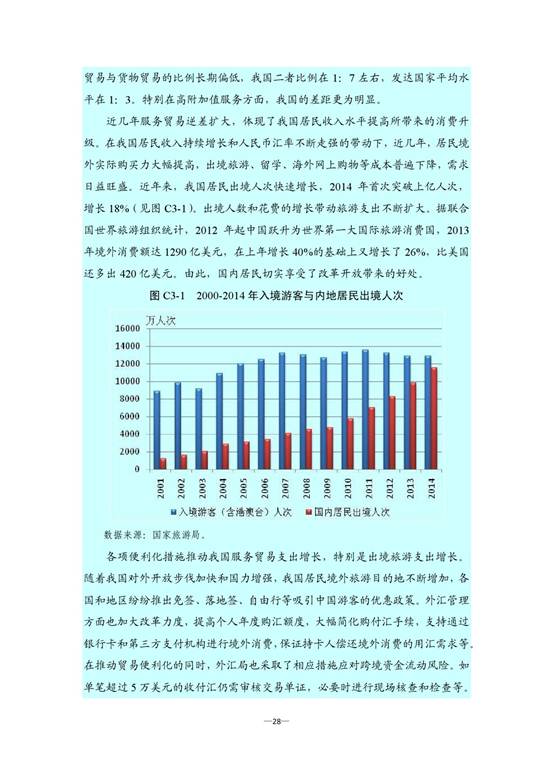 贸易与货物贸易的比例长期偏低，我国二者比例在 1：7 左右，发达国家平均水
平在 1：3。特别在高附加值服务方面，我国的差距更为明显。
近几年服务贸易逆差扩大，体现了我国居民收入水平提高所带来的消费升
级。在我国居民收入持续增长和人民币汇率不断走强的带动下，近几年，居民境
外实际购买力大幅提高，出境旅游、留学、海外网上购物等成本普遍下降，需求
日益旺盛。近年来，我国居民出境人次快速增长，2014 年首次突破上亿人次，
增长 18%（见图 C3-1）。出境人数和花费的增长带动旅游支出不断扩大。据联合
国世界旅游组织统计，2012 年起中国跃升为世界第一大国际旅游消费国，2013
年境外消费额达 1290 亿美元，在上年增长 40%的基础上又增长了 26%，比美国
还多出 420 亿美元。由此，国内居民切实享受了改革开放带来的好处。
图 C3-1 2000-2014 年入境游客与内地居民出境人次
万人次
16000
14000
12000
10000
8000
6000
4000
2000
0
2001 2002 2003 2004 2005 2006 2007 2008 2009 2010 2011 2012 2013 2014
入境游客（含港澳台）人次 国内居民出境人次
数据来源：国家旅游局。
各项便利化措施推动我国服务贸易支出增长，特别是出境旅游支出增长。
随着我国对外开放步伐加快和国力增强，我国居民境外旅游目的地不断增加，各
国和地区纷纷推出免签、落地签、自由行等吸引中国游客的优惠政策。外汇管理
方面也加大改革力度，提高个人年度购汇额度，大幅简化购付汇手续，支持通过
银行卡和第三方支付机构进行境外消费，保证持卡人偿还境外消费的用汇需求等。
在推动贸易便利化的同时，外汇局也采取了相应措施应对跨境资金流动风险。如
单笔超过 5 万美元的收付汇仍需审核交易单证，必要时进行现场核查和检查等。
—28—